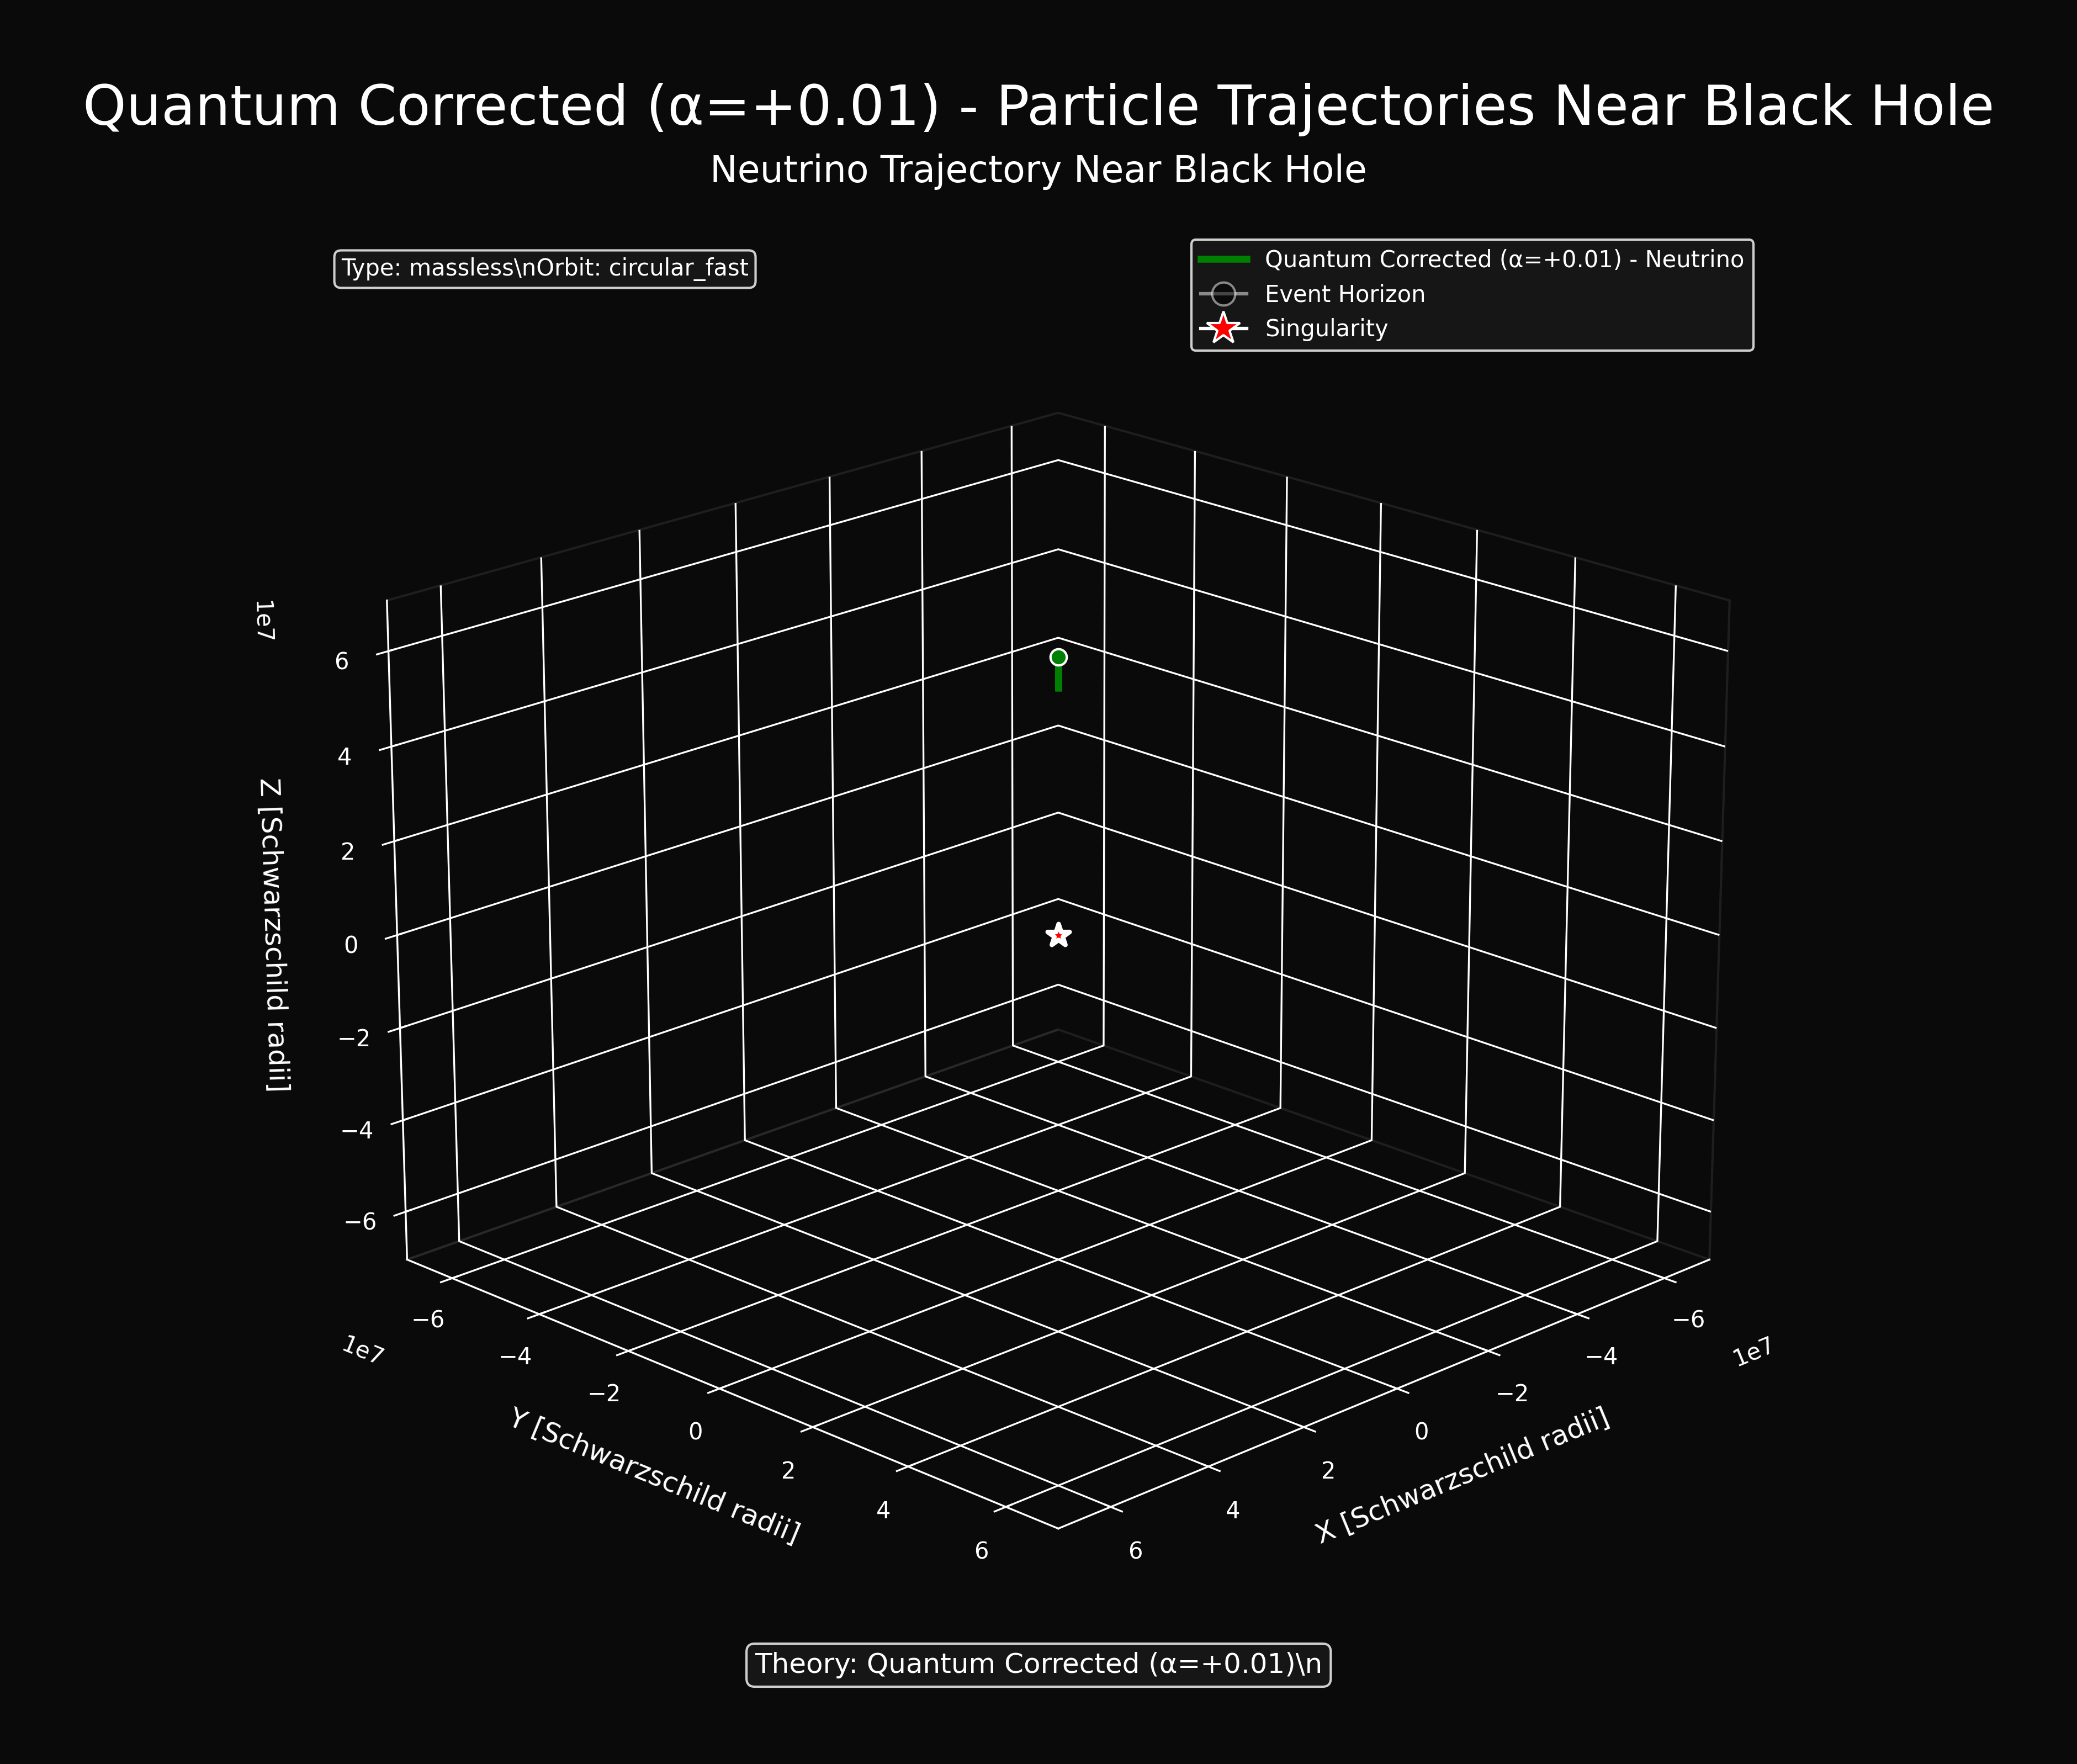 Quantum Corrected (α=+0.01) - Particle Trajectories Near Black Hole
Neutrino Trajectory Near Black Hole
Type: massless\nOrbit: circular_fast
Quantum Corrected (α=+0.01) - Neutrino
Event Horizon
Singularity
1e7
6
4
2
0
−2
−4
−6
Z [Schwarzschild radii]
−6
−4
−2
0
2
4
6
1e7
Y [Schwarzschild radii]
−6
−4
−2
0
2
4
6
1e7
X [Schwarzschild radii]
Theory: Quantum Corrected (α=+0.01)\n